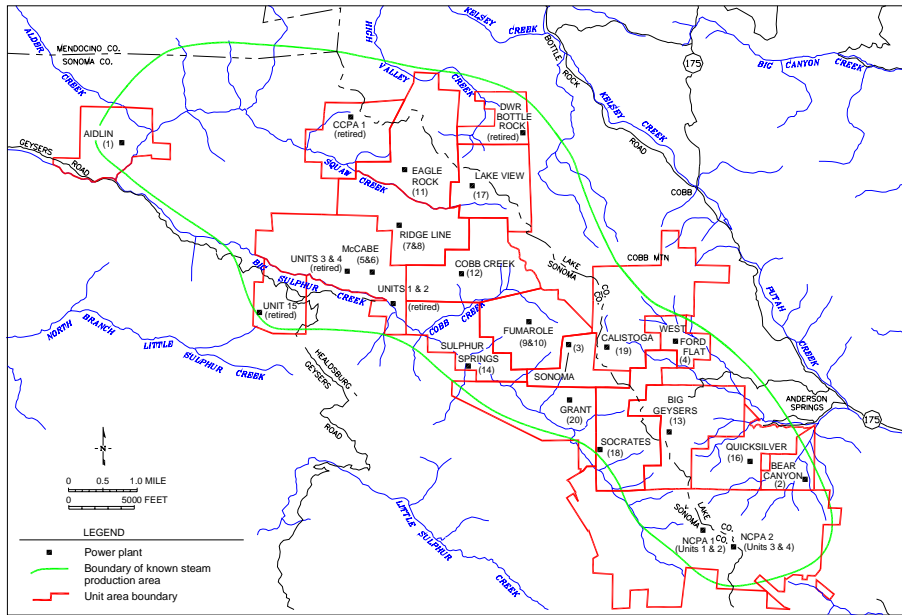 MENDOCINO CO.
SONOMA CO.
ALDER
CREEK
HIGH
VALLEY
CREEK
KELSEY
CREEK
BOTTLE
ROCK
ROAD
175
BIG CANYON CREEK
KELSEY
CREEK
AIDLIN
(1)
GEYSERS
ROAD
CCPA 1
(retired)
DWR
BOTTLE
ROCK
(retired)
SQUAW CREEK
EAGLE
ROCK
(11)
LAKE VIEW
(17)
COBB
RIDGE LINE
(7&8)
McCABE
(5&6)
UNITS 3 & 4
(retired)
COBB CREEK
(12)
LAKE CO.
SONOMA CO.
COBB MTN
BIG SULPHUR CREEK
UNITS 1 & 2
(retired)
UNIT 15
(retired)
COBB CREEK
PUTAH
CREEK
NORTH BRANCH
LITTLE
SULPHUR CREEK
FUMAROLE
(9&10)
SULPHUR
SPRINGS
(14)
(3)
SONOMA
CALISTOGA
(19)
WEST
FORD
FLAT
(4)
HEALDSBURG
GEYSERS
ROAD
GRANT
(20)
BIG
GEYSERS
(13)
ANDERSON
SPRINGS
175
SOCRATES
(18)
QUICKSILVER
(16)
BEAR
CANYON
(2)
-N-
0 0.5 1.0 MILE
0 5000 FEET
LITTLE SULPHUR
CREEK
LAKE CO.
SONOMA CO.
NCPA 1
(Units 1 & 2)
NCPA 2
(Units 3 & 4)
LEGEND
Power plant
Boundary of known steam
production area
Unit area boundary